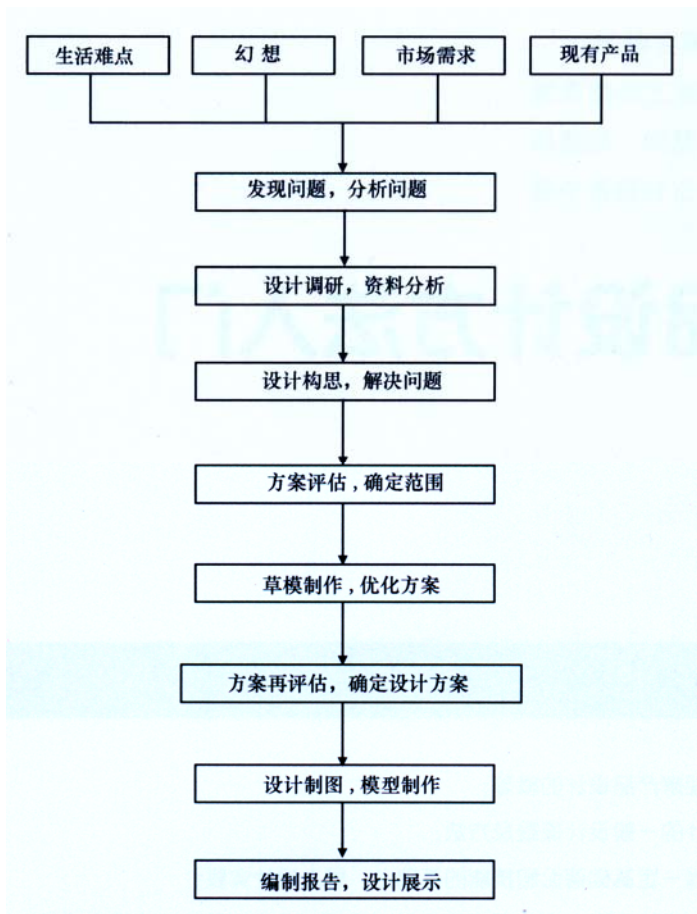 生活难点
幻想
市场需求
现有产品
发现问题，分析问题
设计调研，资料分析
设计构思，解决问题
方案评估，确定范围
草模制作，优化方案
方案再评估，确定设计方案
设计制图，模型制作
编制报告，设计展示